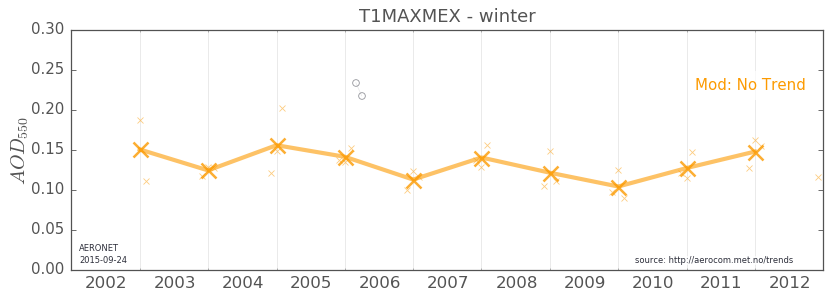 T1MAXMEX - winter
0.30
0.25
0.20
0.15
0.10
0.05
0.00
AOD550
Mod: No Trend
AERONET
2015-09-24
source: http://aerocom.met.no/trends
2002 2003 2004 2005 2006 2007 2008 2009 2010 2011 2012